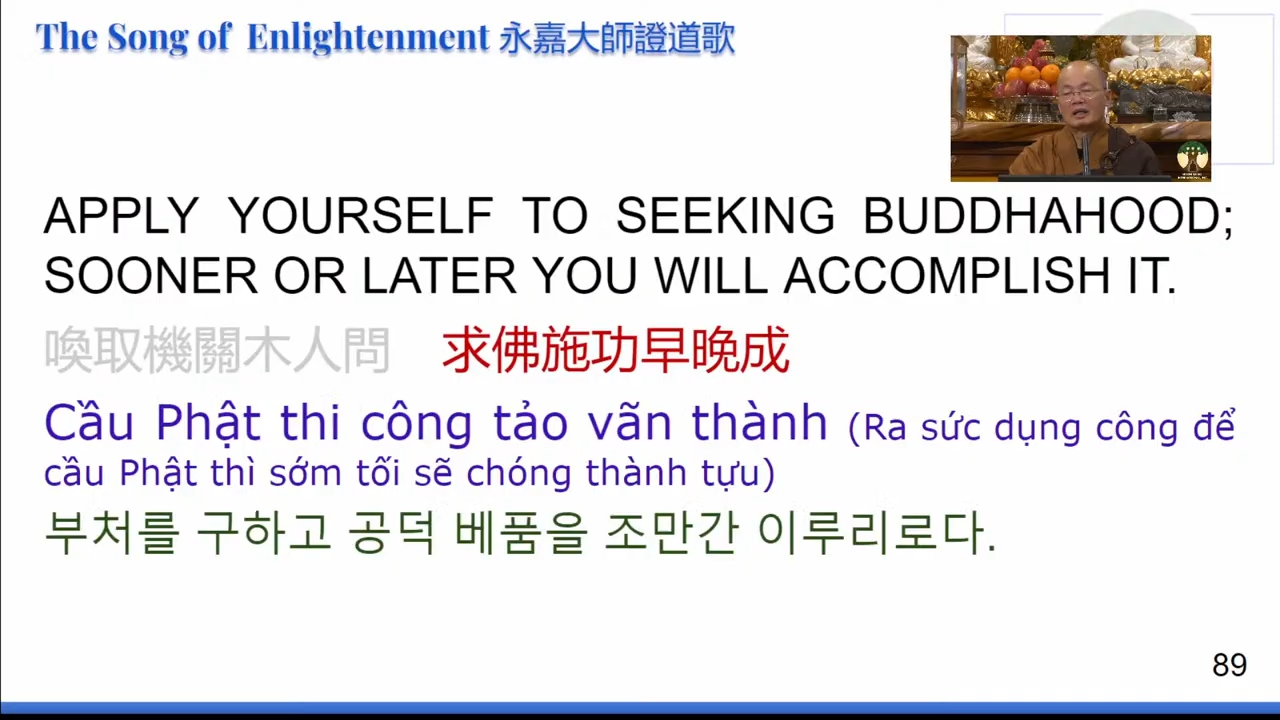 The Song of Enlightenment 永嘉大師證道歌
APPLY YOURSELF TO SEEKING BUDDHAHOOD;
SOONER OR LATER YOU WILL ACCOMPLISH IT.
喚取機關木人問 求佛施功早晚成
Cầu Phật thi công tảo vãn thành (Ra sức dụng công để
cầu Phật thì sớm tối sẽ chóng thành tựu)
부처를 구하고 공덕 베품을 조만간 이루리로다.
89